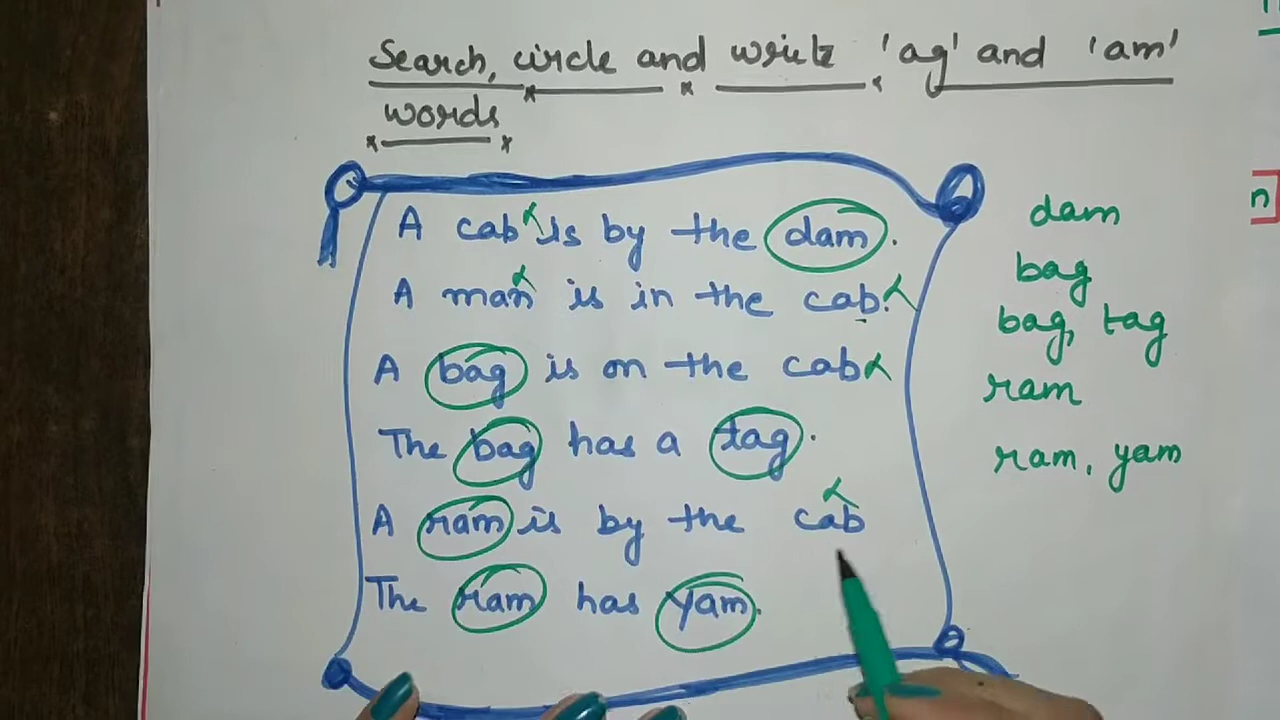 Search, circle and write 'ag' and 'am'
words
A cab is by the dam.
A man is in the cab.
A bag is on the cab
The bag has a tag.
A ram is by the cab
The ram has yam.
dam
bag
bag, tag
ram
ram, yam
n